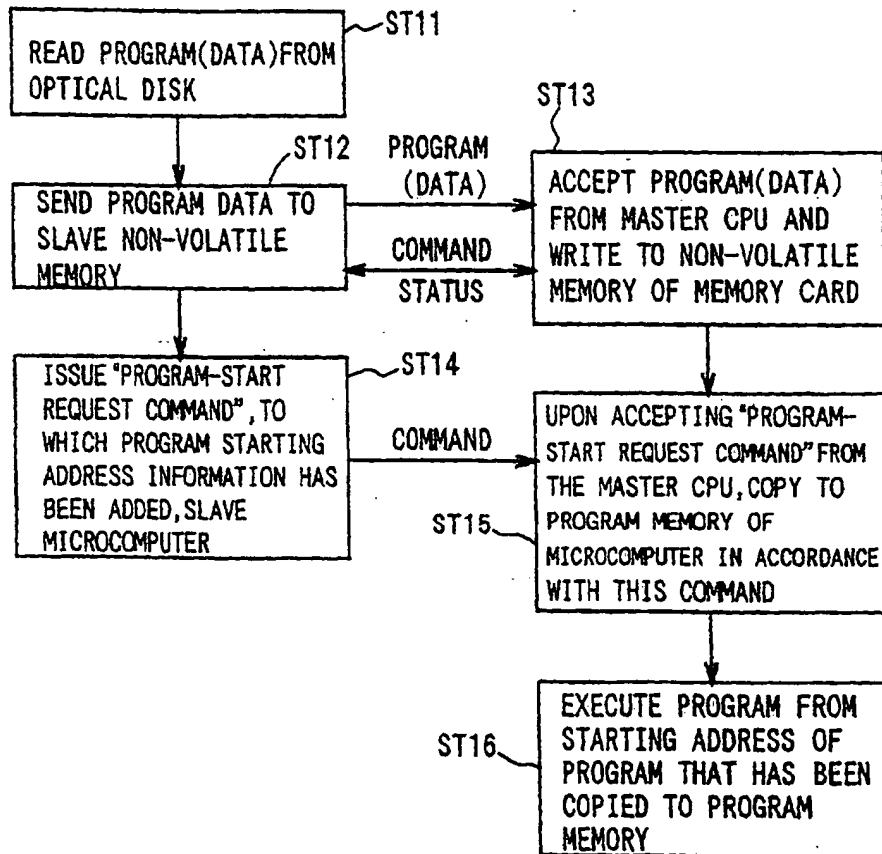 ST11
READ PROGRAM(DATA)FROM
OPTICAL DISK
ST12
SEND PROGRAM DATA TO
SLAVE NON-VOLATILE
MEMORY
PROGRAM
(DATA)
COMMAND
STATUS
ST13
ACCEPT PROGRAM(DATA)
FROM MASTER CPU AND
WRITE TO NON-VOLATILE
MEMORY OF MEMORY CARD
ST14
ISSUE "PROGRAM-START
REQUEST COMMAND", TO
WHICH PROGRAM STARTING
ADDRESS INFORMATION HAS
BEEN ADDED, SLAVE
MICROCOMPUTER
COMMAND
ST15
UPON ACCEPTING "PROGRAM-
START REQUEST COMMAND" FROM
THE MASTER CPU, COPY TO
PROGRAM MEMORY OF
MICROCOMPUTER IN ACCORDANCE
WITH THIS COMMAND
ST16
EXECUTE PROGRAM FROM
STARTING ADDRESS OF
PROGRAM THAT HAS BEEN
COPIED TO PROGRAM
MEMORY